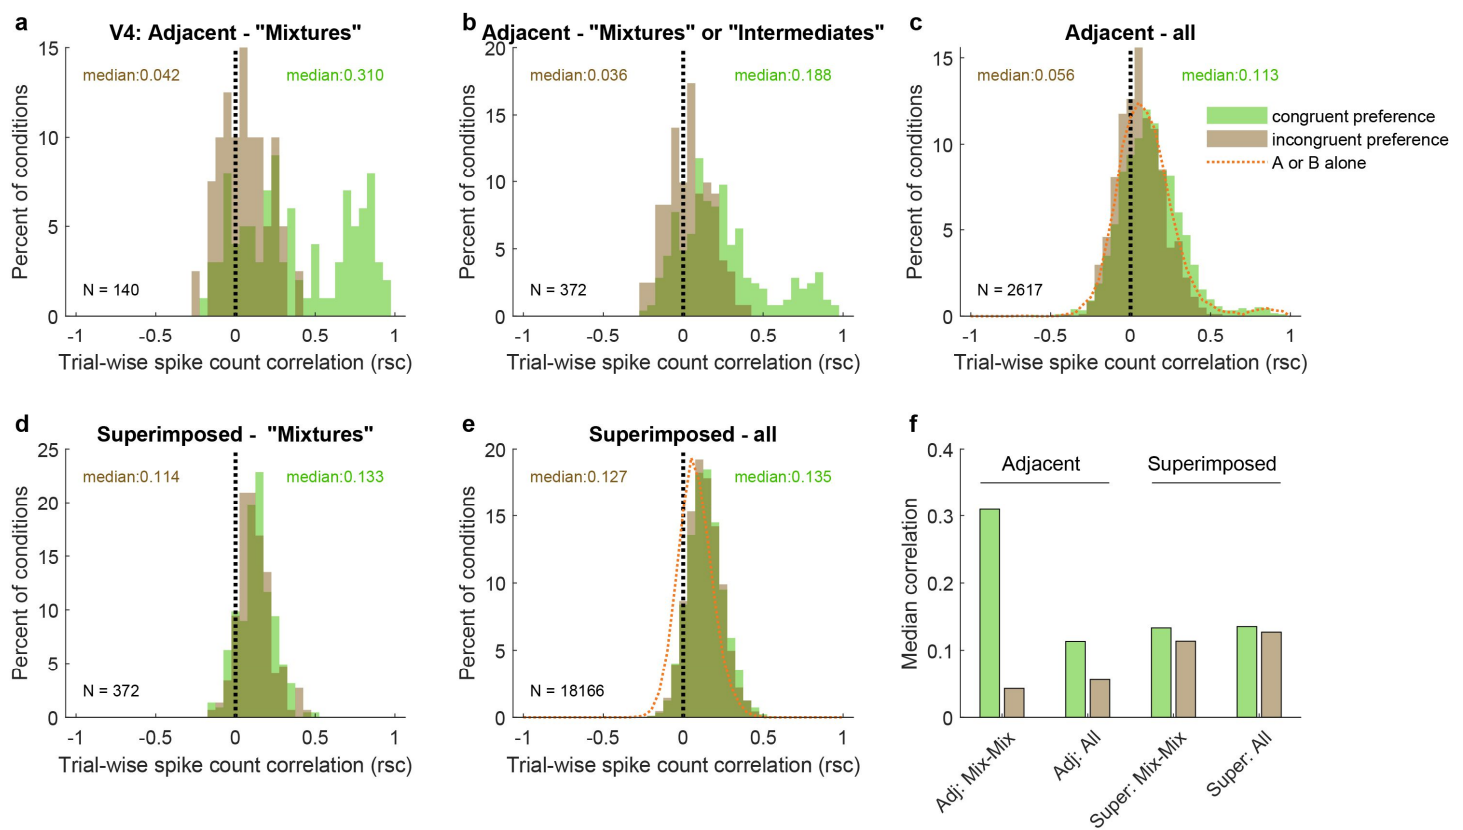 a
V4: Adjacent - "Mixtures"
median:0.042
median:0.310
15
10
5
0
Percent of conditions
N = 140
-1
-0.5
0
0.5
1
Trial-wise spike count correlation (rsc)
b
Adjacent - "Mixtures" or "Intermediates"
median:0.036
median:0.188
20
15
10
5
0
Percent of conditions
N = 372
-1
-0.5
0
0.5
1
Trial-wise spike count correlation (rsc)
c
Adjacent - all
median:0.056
median:0.113
15
10
5
0
Percent of conditions
congruent preference
incongruent preference
A or B alone
N = 2617
-1
-0.5
0
0.5
1
Trial-wise spike count correlation (rsc)
d
Superimposed - "Mixtures"
median:0.114
median:0.133
25
20
15
10
5
0
Percent of conditions
N = 372
-1
-0.5
0
0.5
1
Trial-wise spike count correlation (rsc)
e
Superimposed - all
median:0.127
median:0.135
20
15
10
5
0
Percent of conditions
N = 18166
-1
-0.5
0
0.5
1
Trial-wise spike count correlation (rsc)
f
0.4
0.3
0.2
0.1
0
Median correlation
Adjacent
Superimposed
Adj: Mix-Mix
Adj: All
Super: Mix-Mix
Super: All